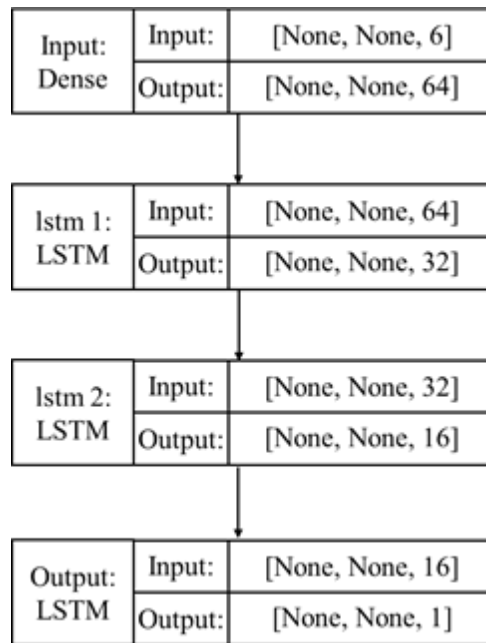 Input:
Dense
Input:
[None, None, 6]
Output:
[None, None, 64]
lstm 1:
LSTM
Input:
[None, None, 64]
Output:
[None, None, 32]
lstm 2:
LSTM
Input:
[None, None, 32]
Output:
[None, None, 16]
Output:
LSTM
Input:
[None, None, 16]
Output:
[None, None, 1]